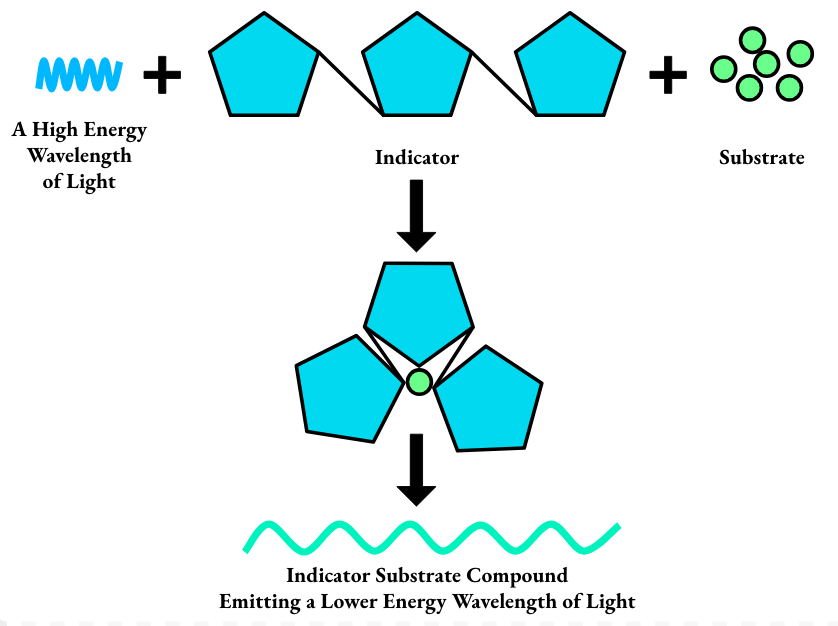 A High Energy
Wavelength
of Light
Indicator
Substrate
Indicator Substrate Compound
Emitting a Lower Energy Wavelength of Light